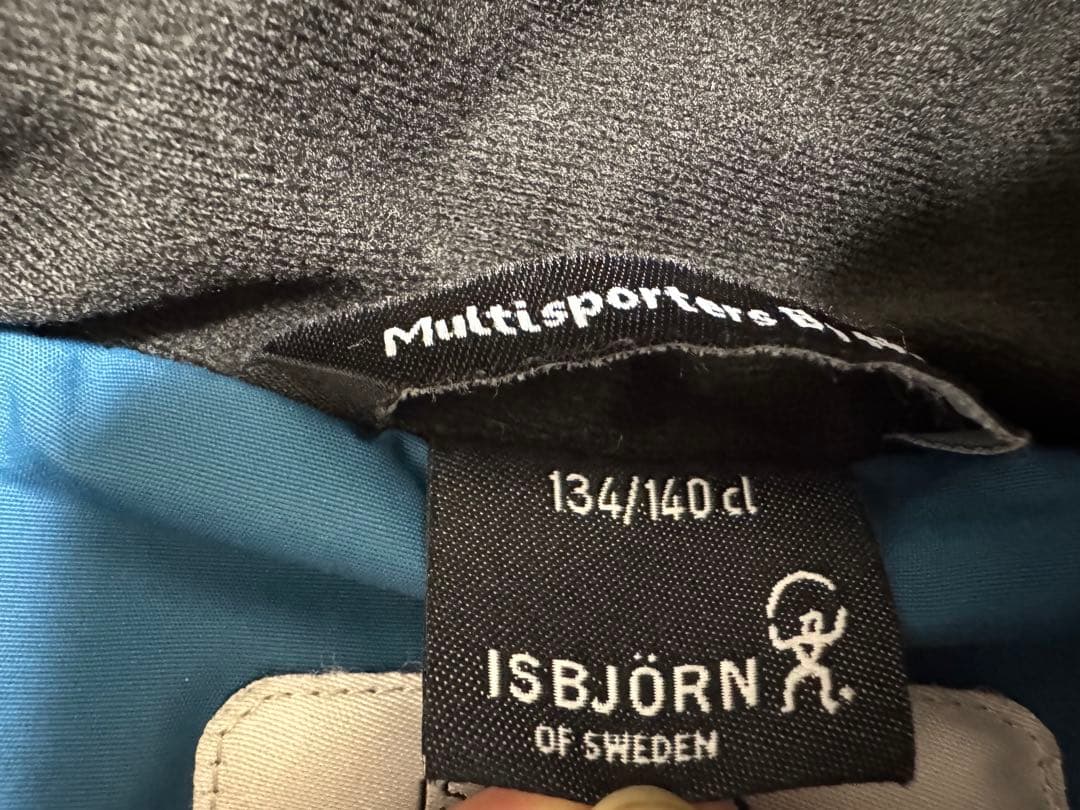 Multisporters
134/140 cl
ISBJÖRN
OF SWEDEN